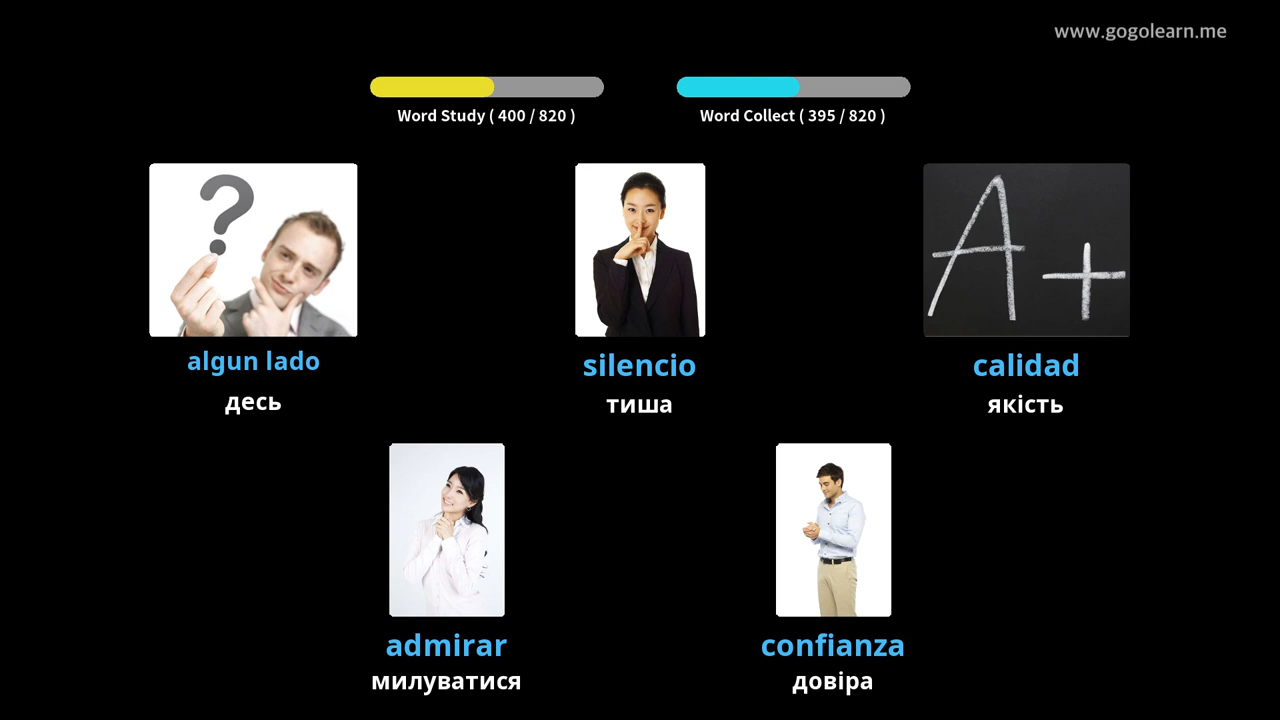 www.gogolearn.me
Word Study ( 400 / 820 )
Word Collect ( 395 / 820 )
?
A+
algun lado
silencio
calidad
десь
тиша
якість
admirar
confianza
милуватися
довіра